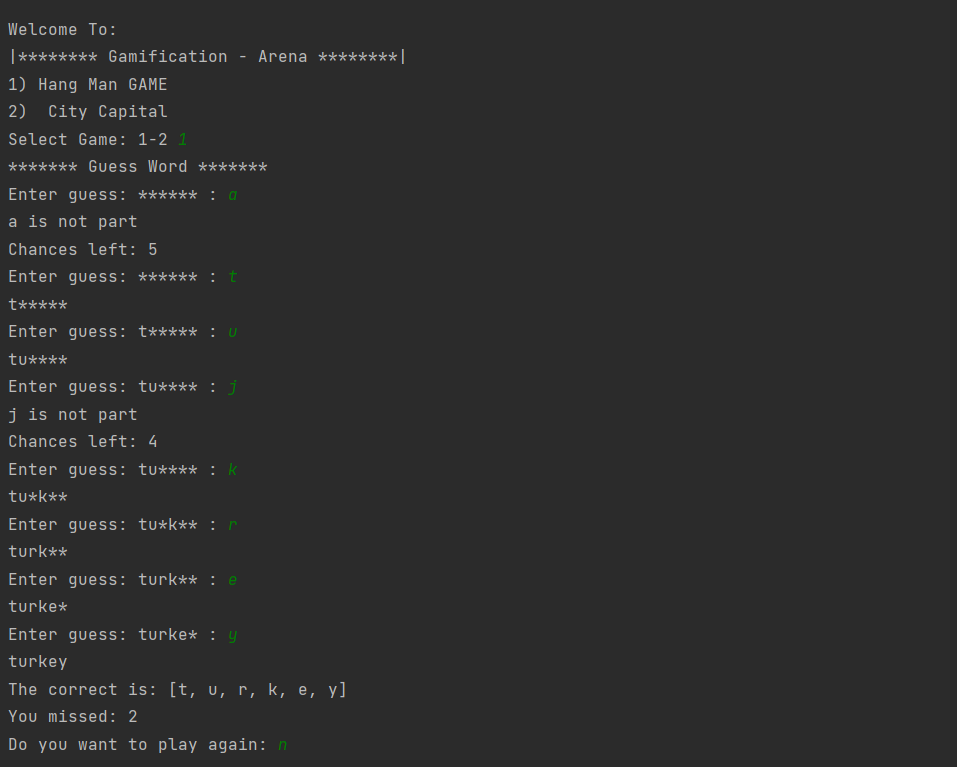 Welcome To:
|******** Gamification - Arena ********|
1) Hang Man GAME
2)  City Capital
Select Game: 1-2 1
******* Guess Word *******
Enter guess: ****** : a
a is not part
Chances left: 5
Enter guess: ****** : t
t*****
Enter guess: t***** : u
tu****
Enter guess: tu**** : j
j is not part
Chances left: 4
Enter guess: tu**** : k
tu*k**
Enter guess: tu*k** : r
turk**
Enter guess: turk** : e
turke*
Enter guess: turke* : y
turkey
The correct is: [t, u, r, k, e, y]
You missed: 2
Do you want to play again: n